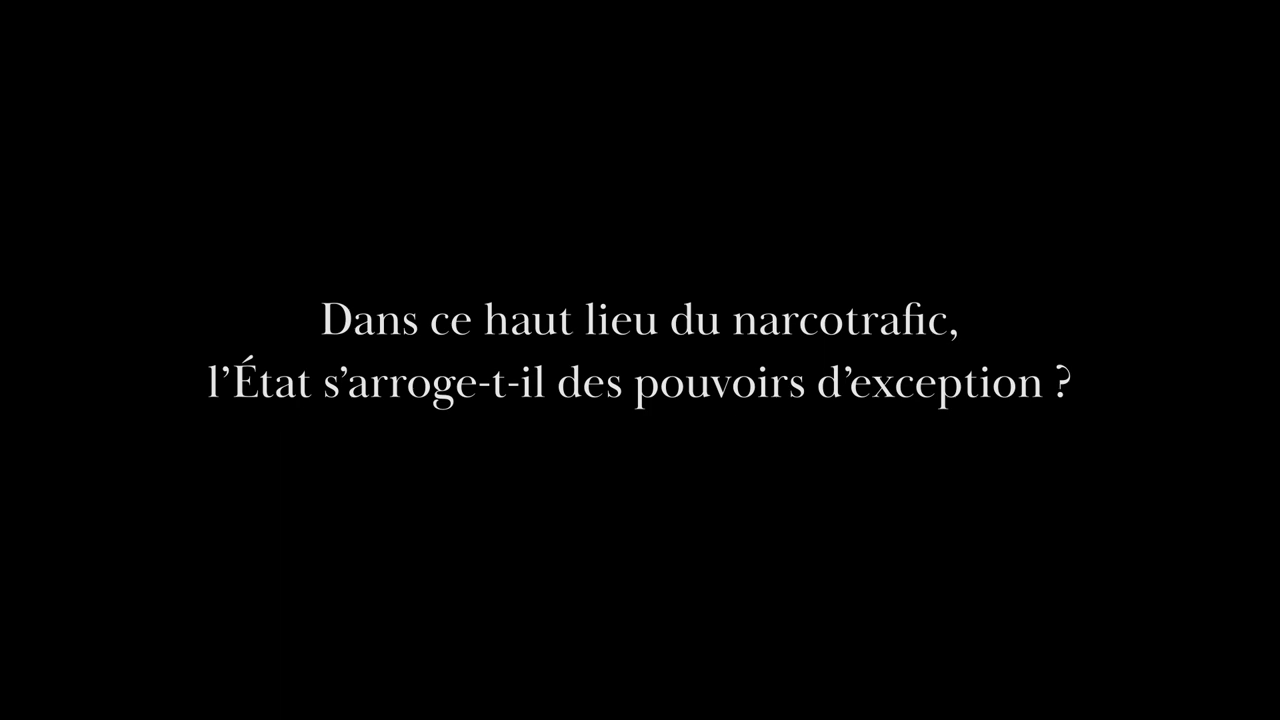 Dans ce haut lieu du narcotrafic,
l’État s’arroge-t-il des pouvoirs d’exception ?